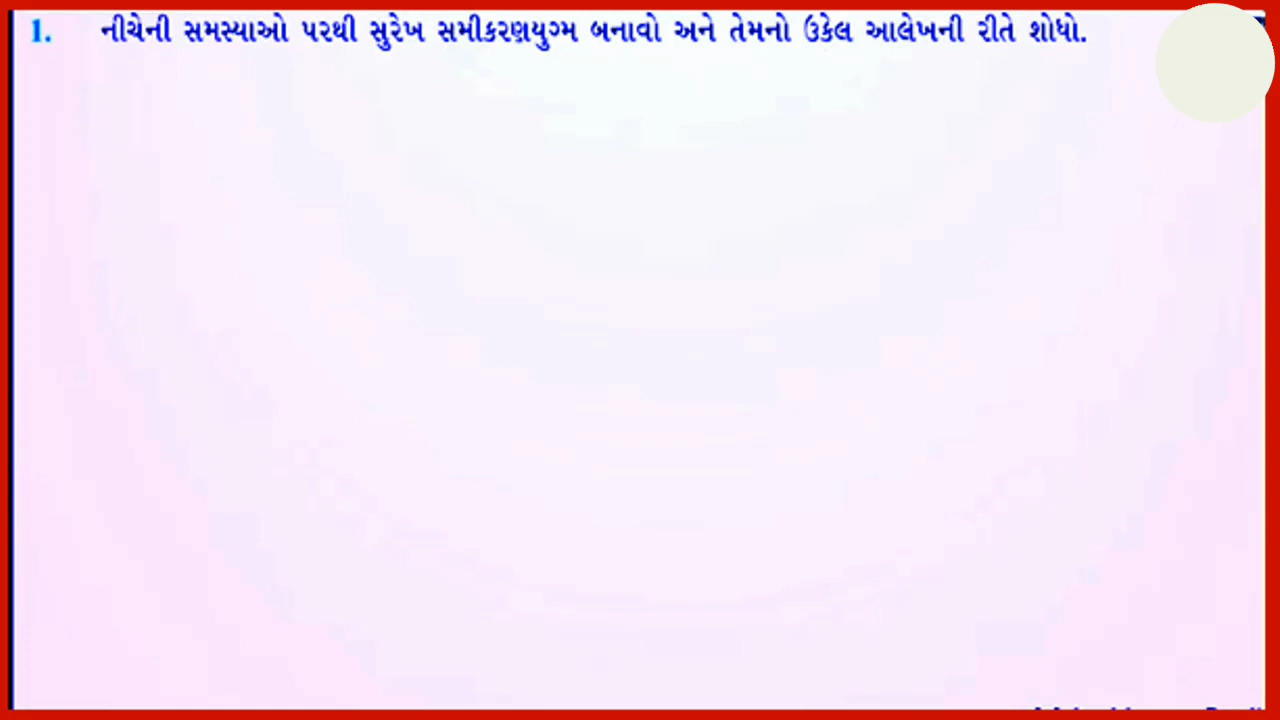 1. નીચેની સમસ્યાઓ પરથી સુરેખ સમીકરણયુગ્મ બનાવો અને તેમનો ઉકેલ આલેખની રીતે શોધો.